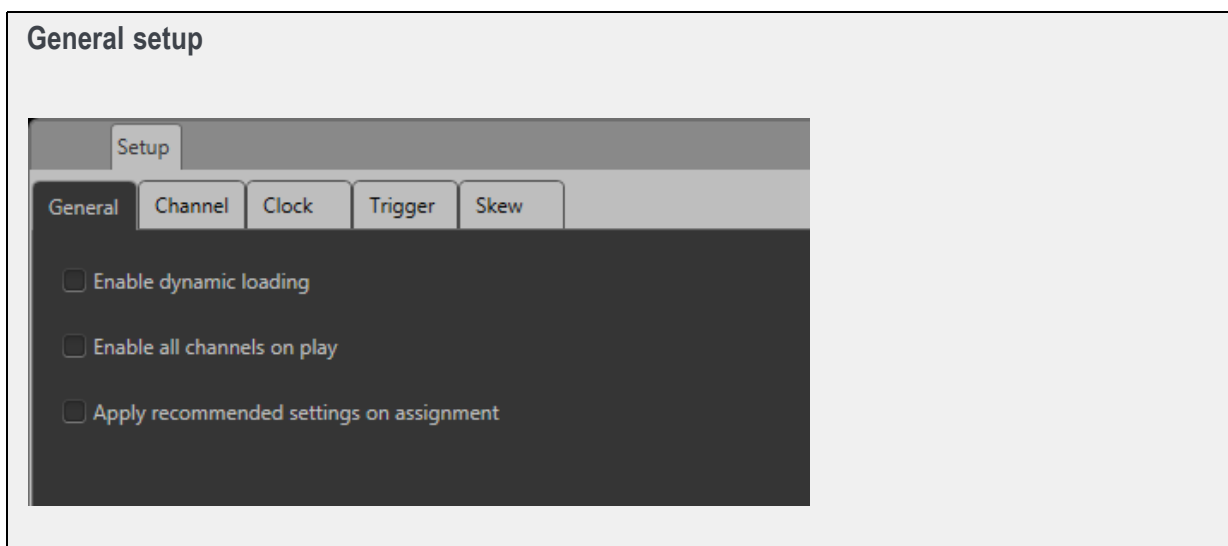 General setup
Setup
General Channel Clock Trigger Skew
Enable dynamic loading
Enable all channels on play
Apply recommended settings on assignment